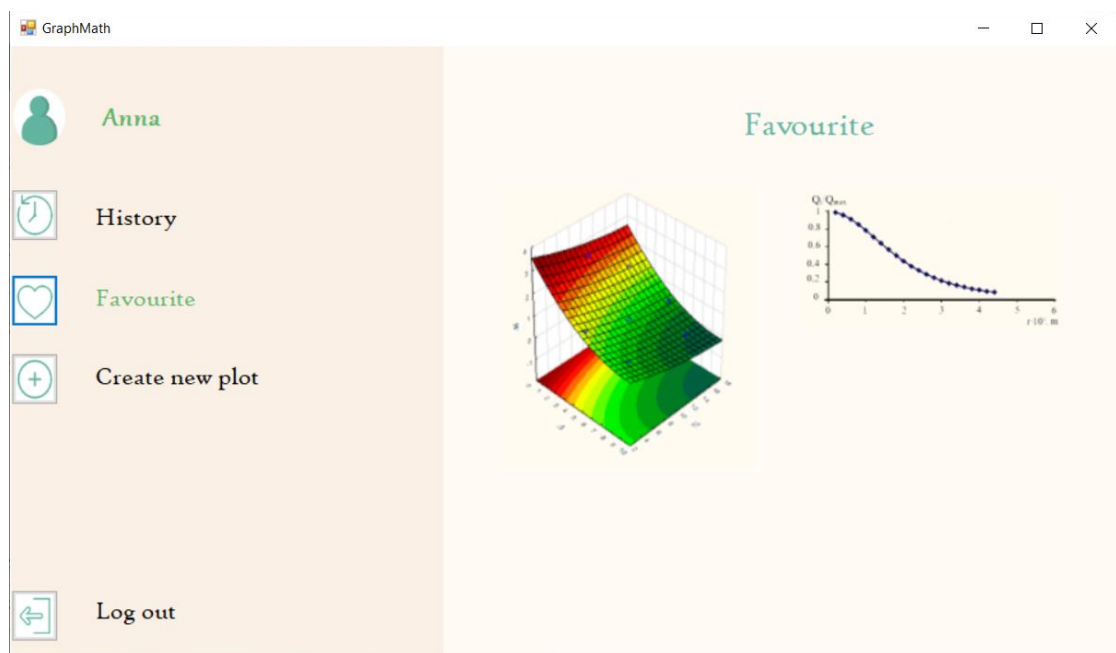 GraphMath
Anna
History
Favourite
Create new plot
Log out
Favourite
Q/Qmax
1
0.8
0.6
0.4
0.2
0
0 1 2 3 4 5 6